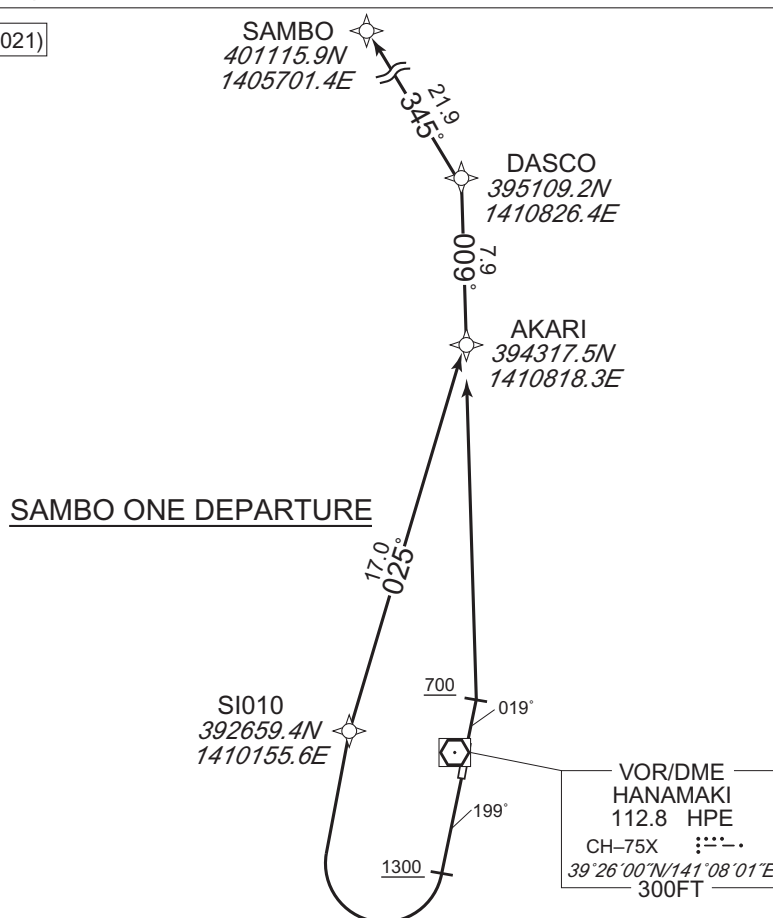 021)
SAMBO
401115.9N
1405701.4E
21.9
345°
DASCO
395109.2N
1410826.4E
7.9
009°
AKARI
394317.5N
1410818.3E
SAMBO ONE DEPARTURE
17.0
025°
700
019°
SI010
392659.4N
1410155.6E
VOR/DME
HANAMAKI
112.8 HPE
CH–75X
39°26′00″N/141°08′01″E
300FT
199°
1300